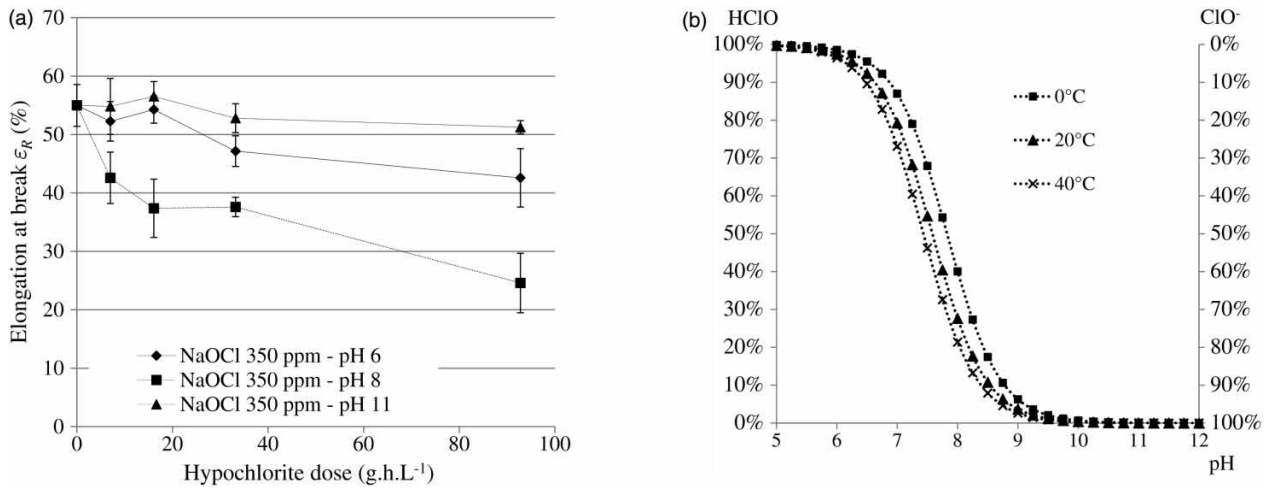 (a)
70
60
50
40
30
20
10
0
Elongation at break εR (%)
NaOCl 350 ppm - pH 6
NaOCl 350 ppm - pH 8
NaOCl 350 ppm - pH 11
0 20 40 60 80 100
Hypochlorite dose (g.h.L-1)
(b) HClO ClO-
100% 0%
90% 10%
80% 20%
70% 30%
60% 40%
50% 50%
40% 60%
30% 70%
20% 80%
10% 90%
0% 100%
0°C
20°C
40°C
5 6 7 8 9 10 11 12
pH